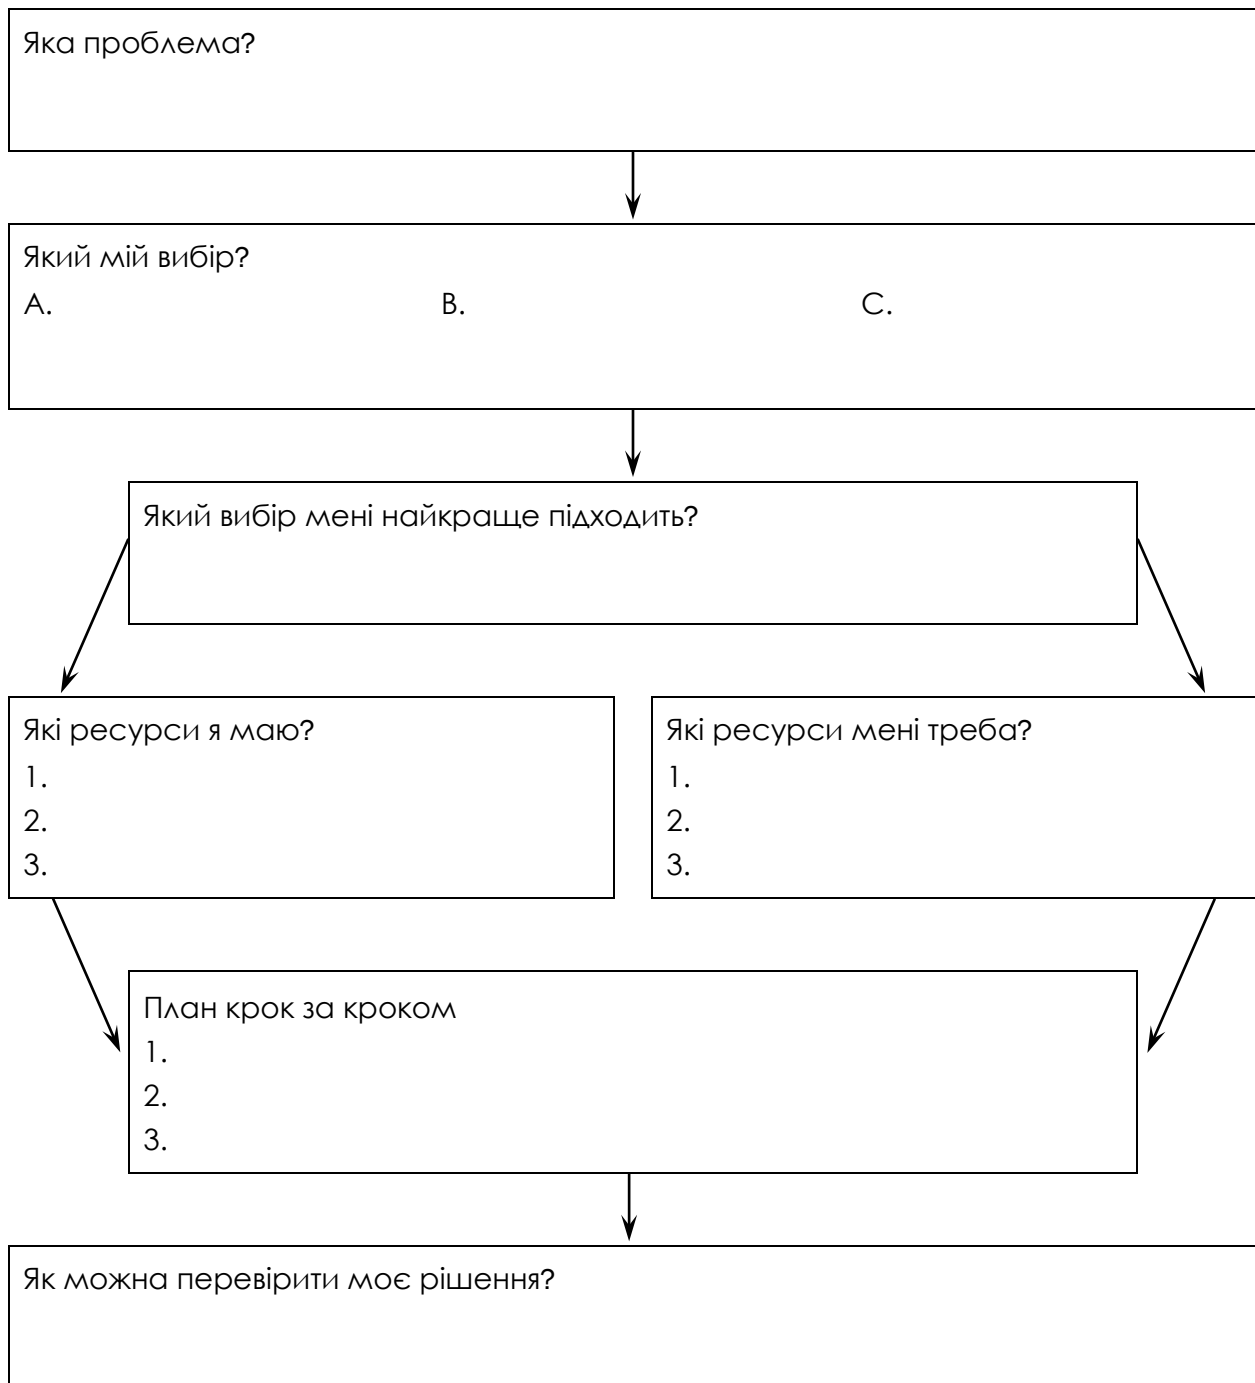 Яка проблема?
Який мій вибір?
A. B. C.
Який вибір мені найкраще підходить?
Які ресурси я маю?
1.
2.
3.
Які ресурси мені треба?
1.
2.
3.
План крок за кроком
1.
2.
3.
Як можна перевірити моє рішення?